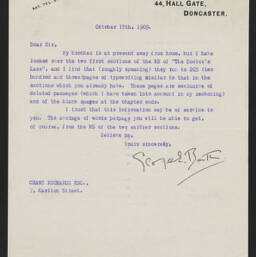 44, HALL GATE,
DONCASTER.
October 15th, 1909.
Dear Sir,
My brother is at present away from home, but I have
looked over the two first sections of the MS of "The Doctor's
Lass", and I find that (roughly speaking) they run to 203 (two
hundred and three) pages of typewriting similar to that in the
sections which you already have. These pages are exclusive of
deleted passages (which I have taken into account in my reckoning)
and of the blank spaces at the chapter ends.
I trust that this information may be of service to
you. The average of words per page you will be able to get,
of course, from the MS of the two earlier sections.
Believe me,
Yours sincerely,
GRANT RICHARDS ESQ.,
7, Carlton Street.